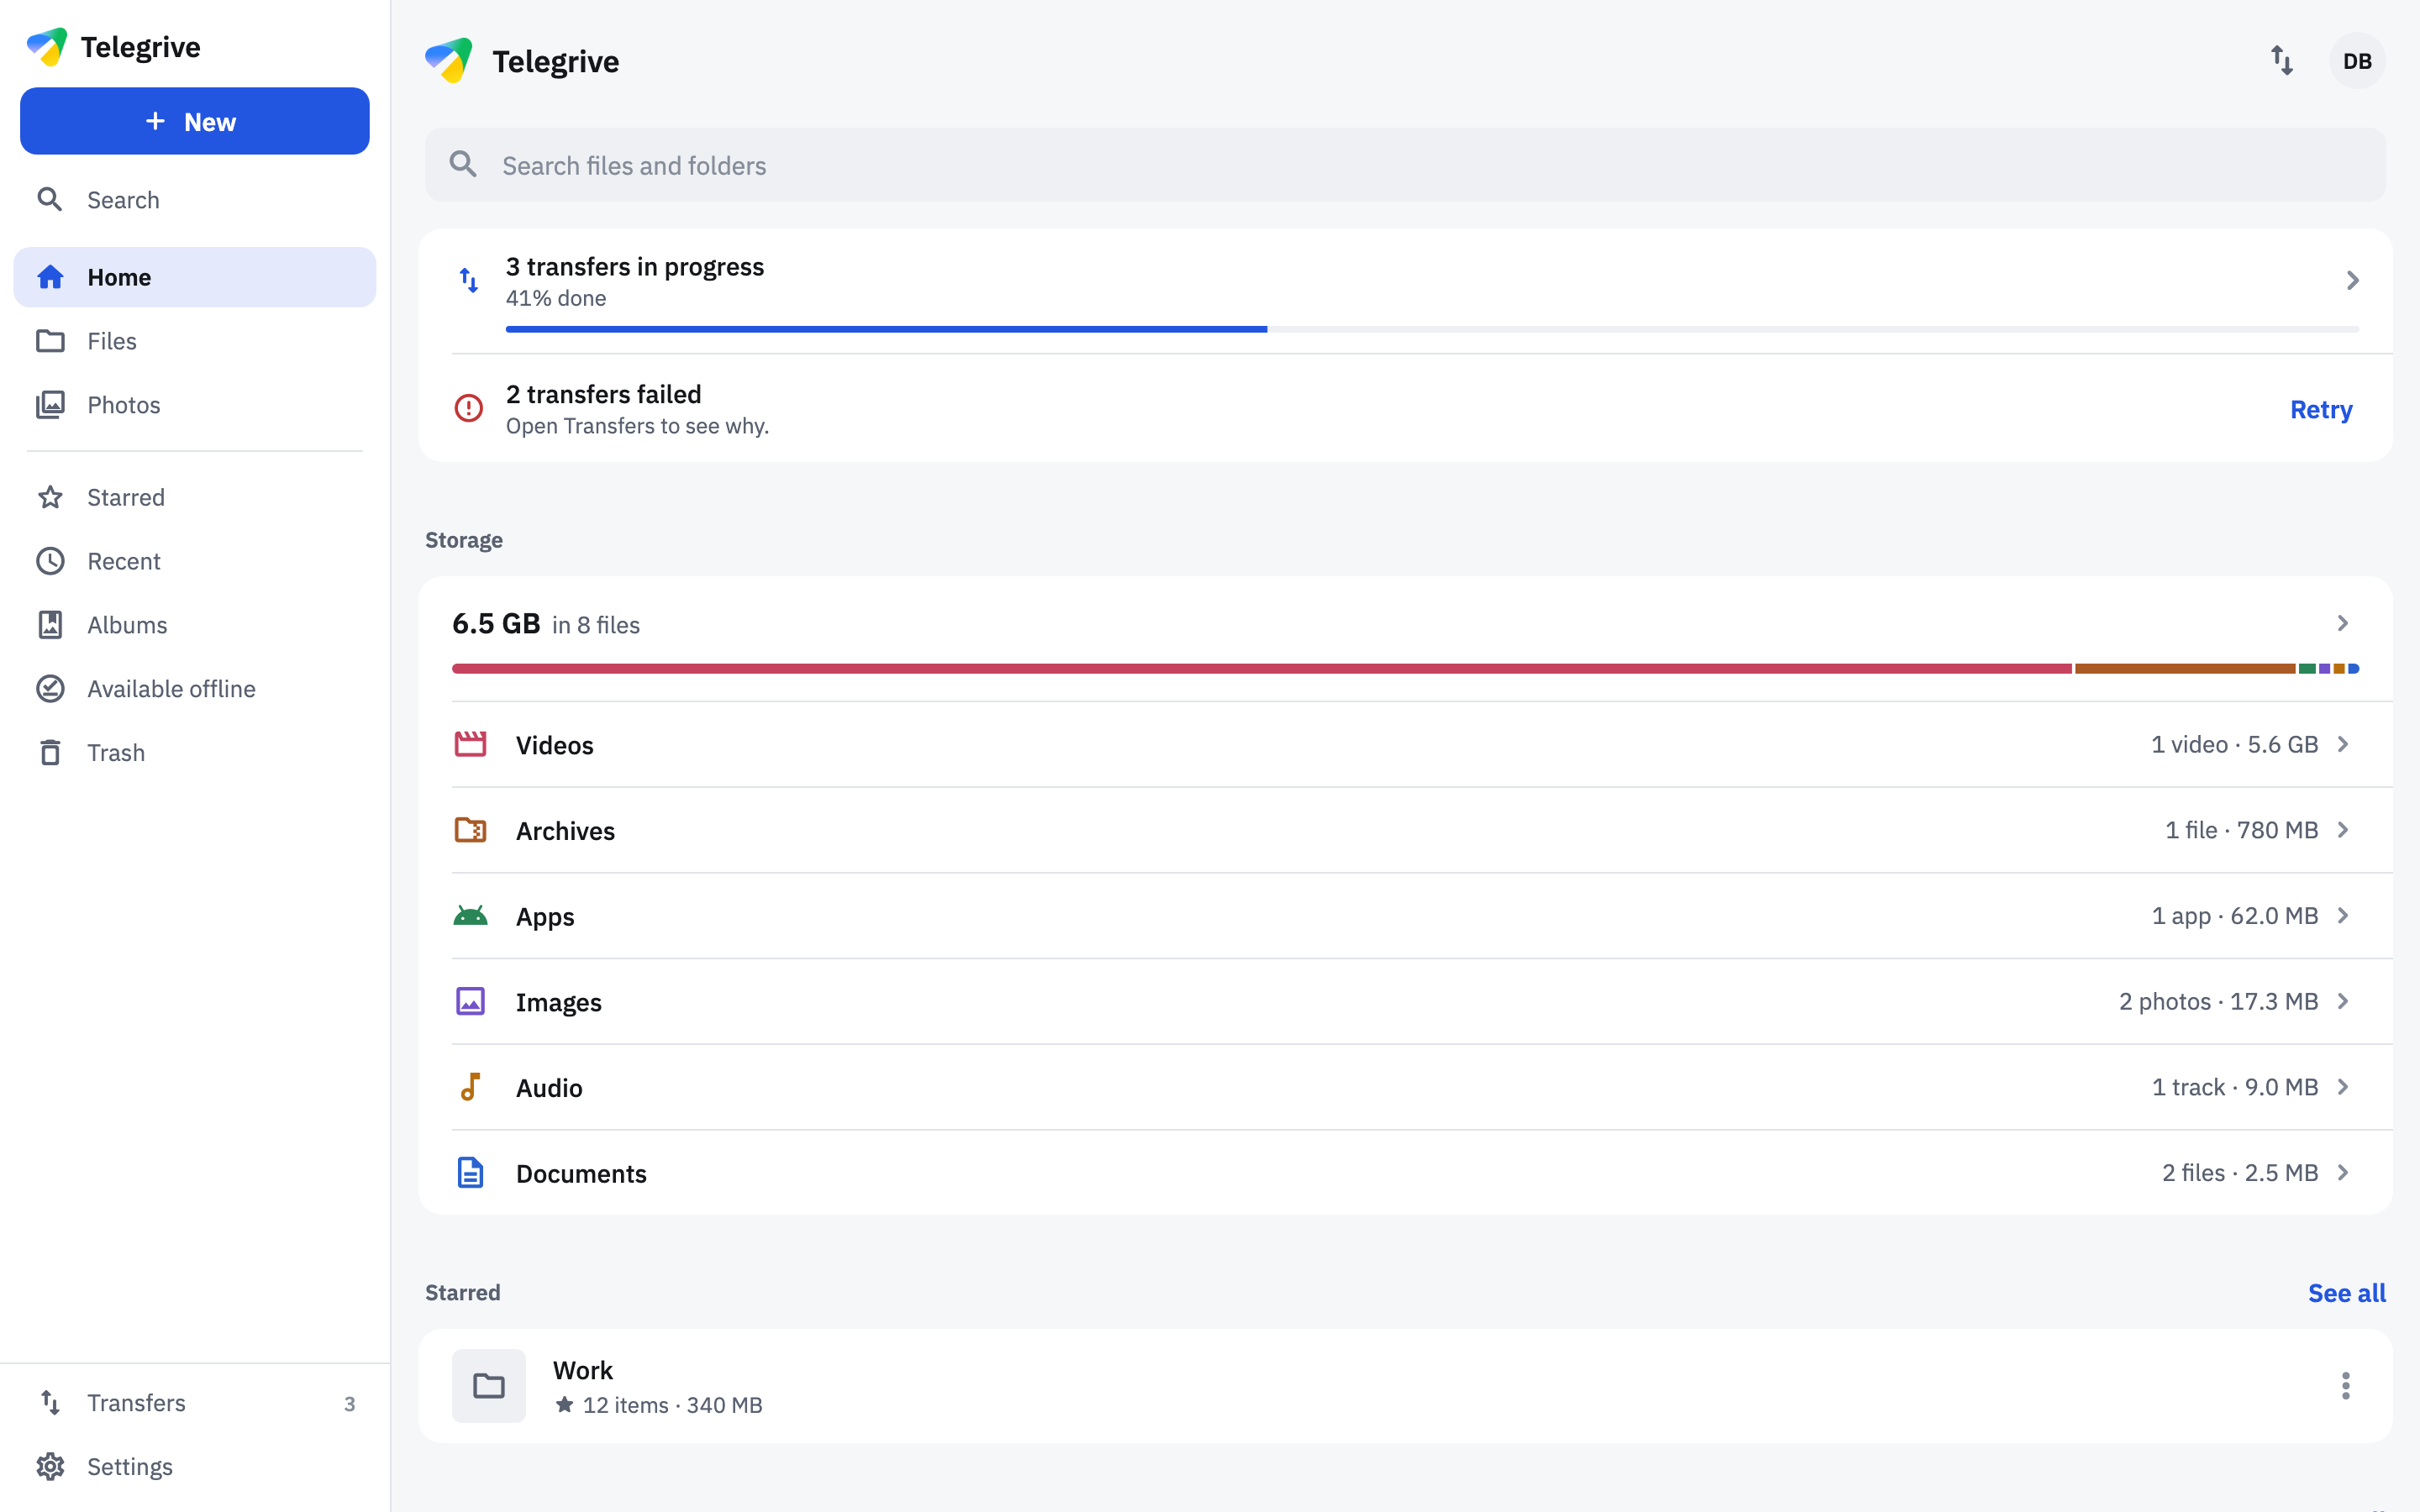 Telegrive
+ New
Search
Home
Files
Photos
Starred
Recent
Albums
Available offline
Trash
Transfers 3
Settings
Telegrive
DB
Search files and folders
3 transfers in progress
41% done
2 transfers failed
Open Transfers to see why.
Retry
Storage
6.5 GB in 8 files
Videos 1 video · 5.6 GB
Archives 1 file · 780 MB
Apps 1 app · 62.0 MB
Images 2 photos · 17.3 MB
Audio 1 track · 9.0 MB
Documents 2 files · 2.5 MB
Starred See all
Work
12 items · 340 MB